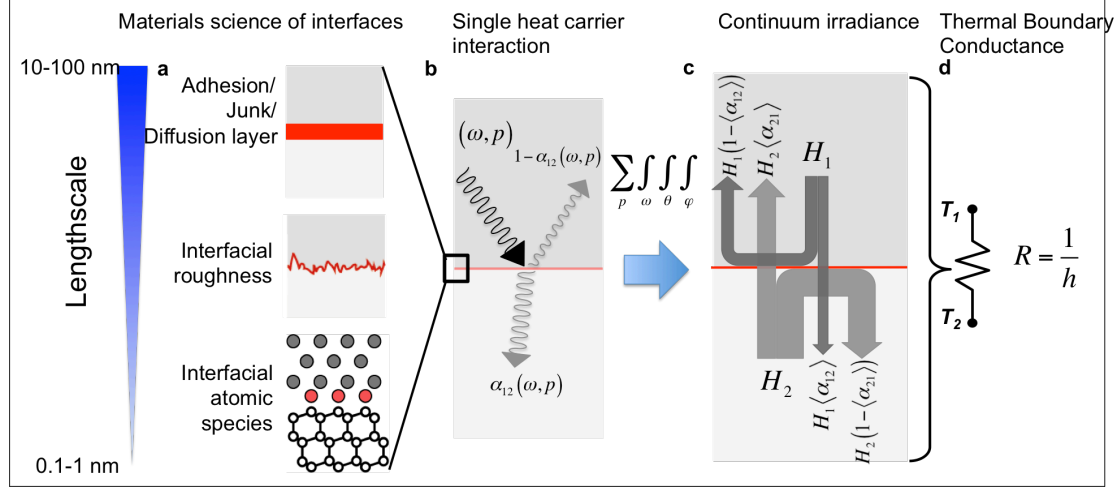 Materials science of interfaces
Single heat carrier
interaction
Continuum irradiance
Thermal Boundary
Conductance
10-100 nm
Lengthscale
0.1-1 nm
a
Adhesion/
Junk/
Diffusion layer
Interfacial
roughness
Interfacial
atomic
species
b
(ω, p)
1−α₁₂(ω, p)
α₁₂(ω, p)
∑∫∫∫
p ω θ φ
c
H₁(1−⟨α₁₂⟩)
H₂⟨α₂₁⟩
H₁
H₂
H₁⟨α₁₂⟩
H₂(1−⟨α₂₁⟩)
d
T₁
T₂
R = 1/h